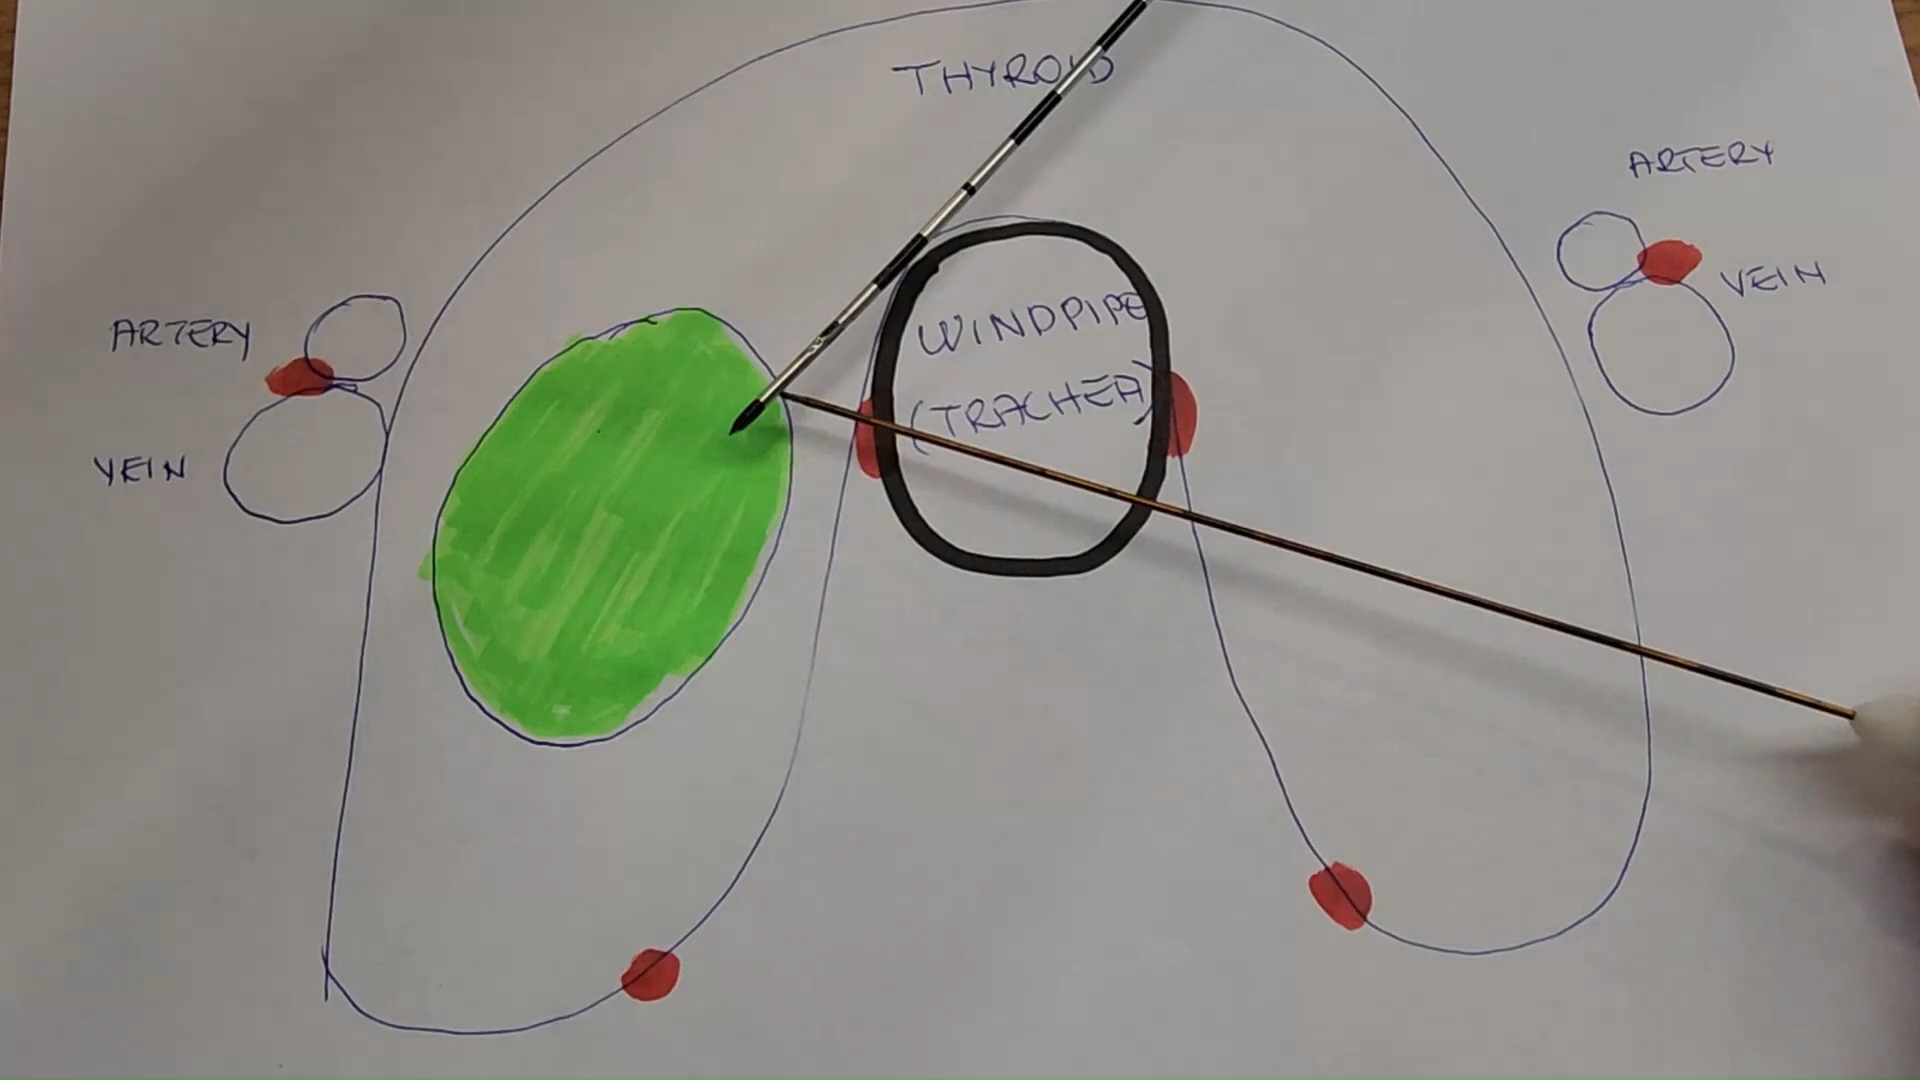 THYROID
ARTERY
VEIN
WINDPIPE
(TRACHEA)
ARTERY
VEIN